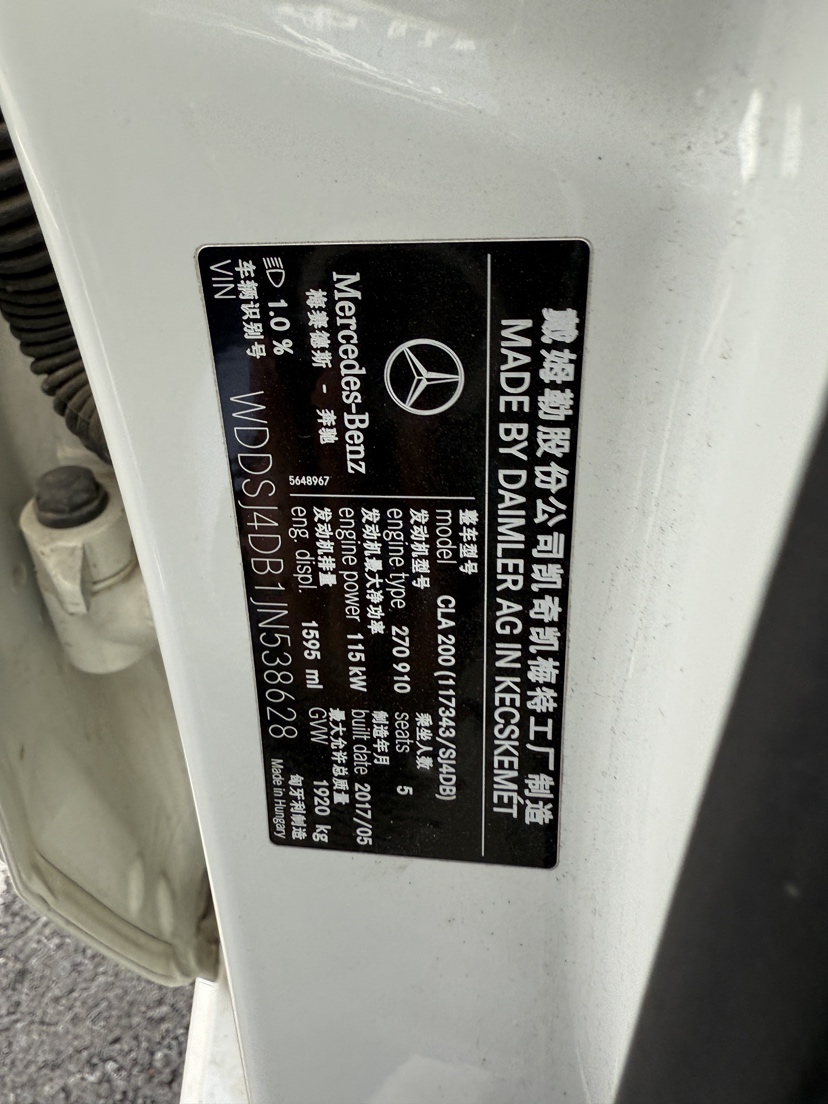 戴姆勒股份公司凯奇凯梅特工厂制造
MADE BY DAIMLER AG IN KECSKEMÉT
Mercedes-Benz
梅赛德斯 - 奔驰
1.0 %
5648967
整车型号
model CLA 200 (117343/SJ4DB)
发动机型号 乘坐人数
engine type 270 910 seats 5
发动机最大净功率 制造年月
engine power 115 kW built date 2017/05
发动机排量 最大允许总质量
eng. displ. 1595 ml GVW 1920 kg
车辆识别号
VIN WDDSJ4DB1JN538628
匈牙利制造
Made in Hungary